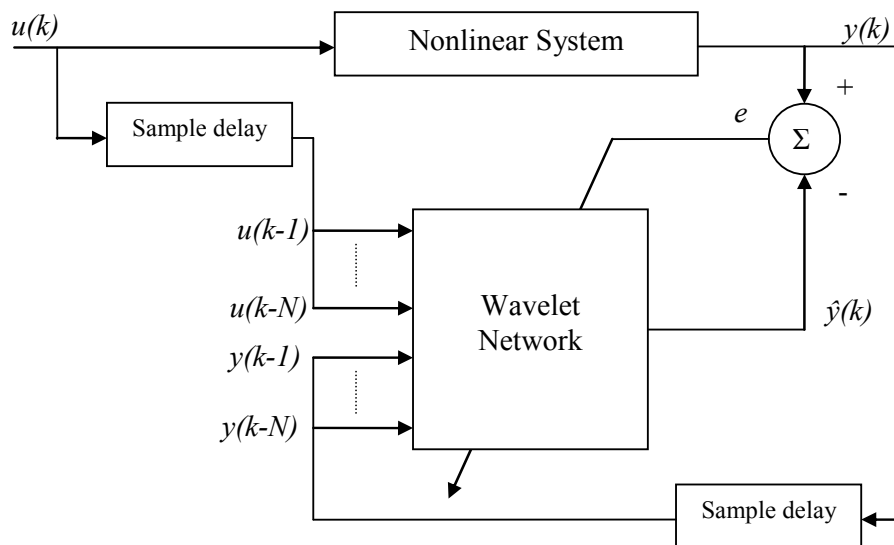 u(k)
Nonlinear System
y(k)
+
Sample delay
e
Σ
-
u(k-1)
u(k-N)
Wavelet
Network
ŷ(k)
y(k-1)
y(k-N)
Sample delay